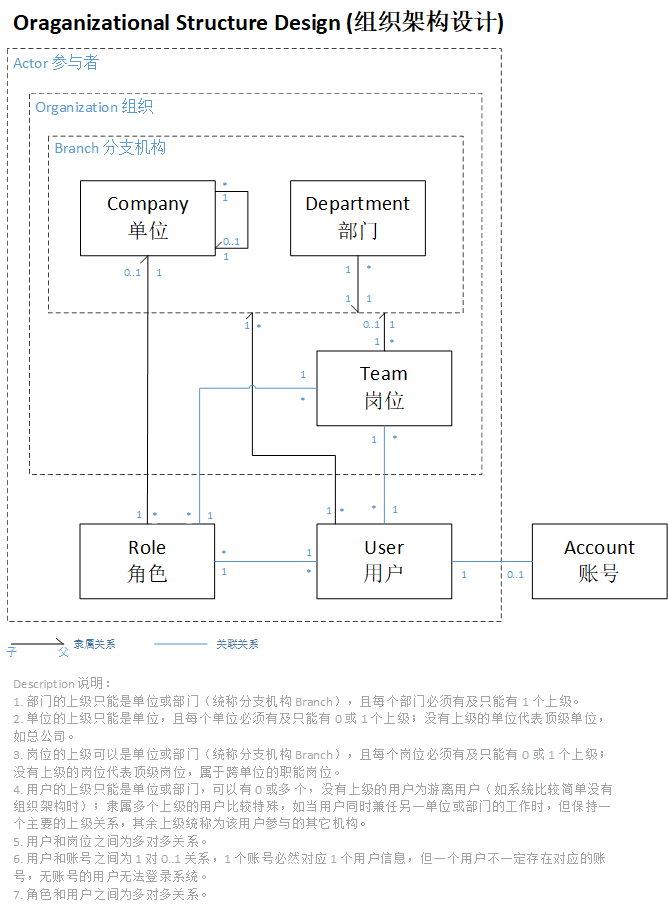 Oraganizational Structure Design (组织架构设计)
Actor 参与者
Organization 组织
Branch 分支机构
Company
单位
*
1
0..1
1
Department
部门
0..1 1
1 *
1 1
1 *
0..1 1
1 *
Team
岗位
1
*
1 *
1 *
* 1
1 *
* 1
Role
角色
*
1
1
*
User
用户
1
0..1
Account
账号
子
父
隶属关系
关联关系
Description 说明：
1. 部门的上级只能是单位或部门（统称分支机构 Branch），且每个部门必须有及只能有 1 个上级。
2. 单位的上级只能是单位，且每个单位必须有及只能有 0 或 1 个上级；没有上级的单位代表顶级单位，
如总公司。
3. 岗位的上级可以是单位或部门（统称分支机构 Branch），且每个岗位必须有及只能有 0 或 1 个上级；
没有上级的岗位代表顶级岗位，属于跨单位的职能岗位。
4. 用户的上级只能是单位或部门，可以有 0 或多个，没有上级的用户为游离用户（如系统比较简单没有
组织架构时）；隶属多个上级的用户比较特殊，如当用户同时兼任另一单位或部门的工作时，但保持一
个主要的上级关系，其余上级统称为该用户参与的其它机构。
5. 用户和岗位之间为多对多关系。
6. 用户和账号之间为 1 对 0..1 关系，1 个账号必然对应 1 个用户信息，但一个用户不一定存在对应的账
号，无账号的用户无法登录系统。
7. 角色和用户之间为多对多关系。